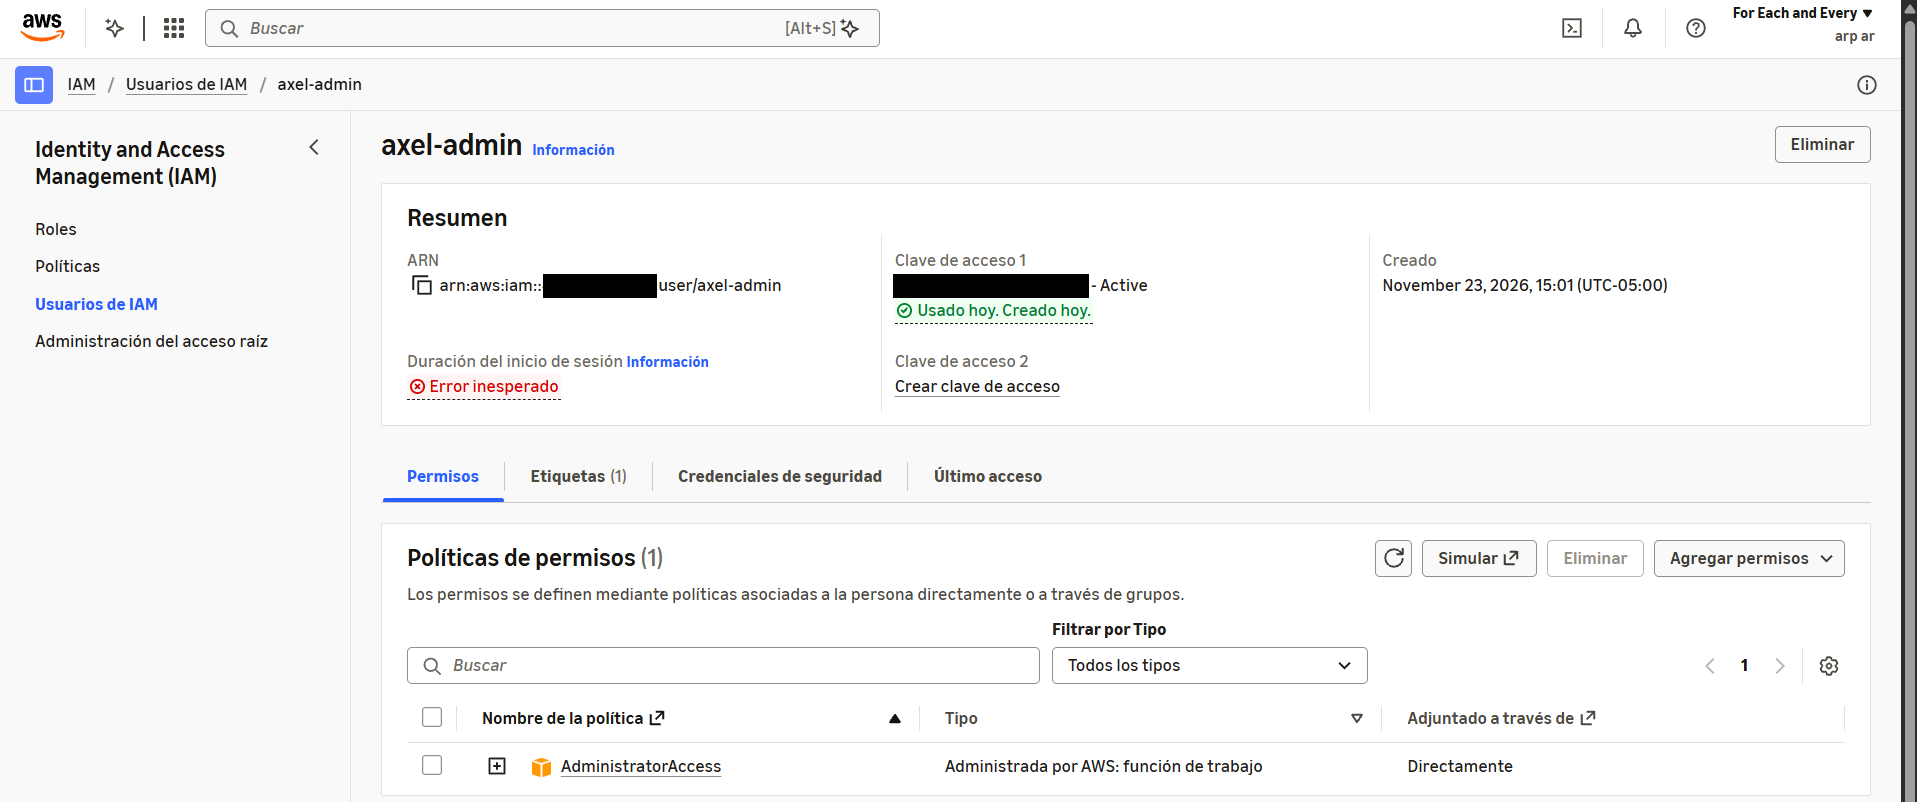 aws
Buscar [Alt+S]
For Each and Every
arp ar
IAM / Usuarios de IAM / axel-admin
Identity and Access Management (IAM)
Roles
Políticas
Usuarios de IAM
Administración del acceso raíz
axel-admin Información
Eliminar
Resumen
ARN
arn:aws:iam:: user/axel-admin
Clave de acceso 1
- Active
Usado hoy. Creado hoy.
Creado
November 23, 2026, 15:01 (UTC-05:00)
Duración del inicio de sesión Información
Error inesperado
Clave de acceso 2
Crear clave de acceso
Permisos
Etiquetas (1)
Credenciales de seguridad
Último acceso
Políticas de permisos (1)
Simular
Eliminar
Agregar permisos
Los permisos se definen mediante políticas asociadas a la persona directamente o a través de grupos.
Filtrar por Tipo
Buscar
Todos los tipos
1
Nombre de la política
Tipo
Adjuntado a través de
AdministratorAccess
Administrada por AWS: función de trabajo
Directamente